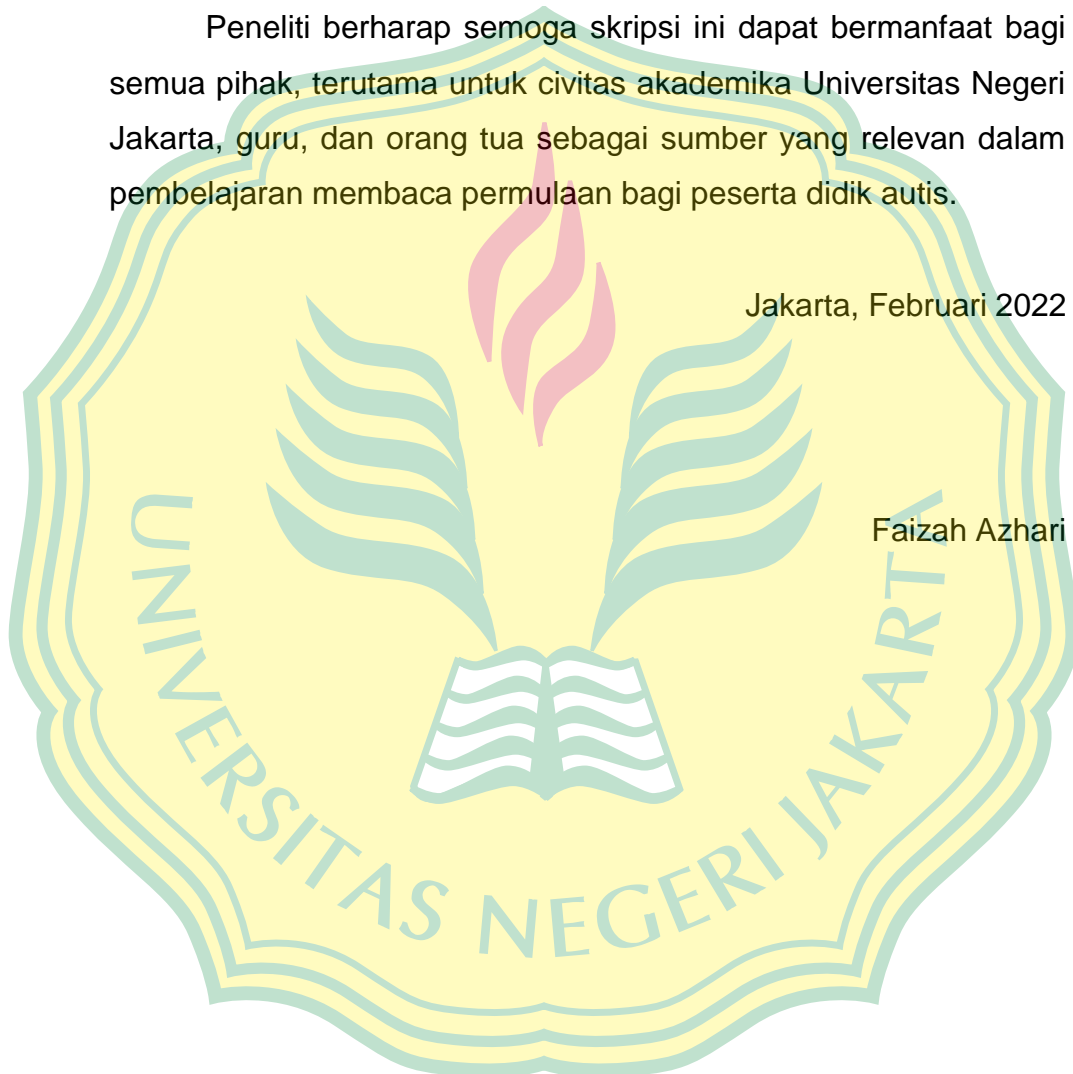 Peneliti berharap semoga skripsi ini dapat bermanfaat bagi
semua pihak, terutama untuk civitas akademika Universitas Negeri
Jakarta, guru, dan orang tua sebagai sumber yang relevan dalam
pembelajaran membaca permulaan bagi peserta didik autis.
Jakarta, Februari 2022
Faizah Azhari
UNIVERSITAS NEGERI JAKARTA